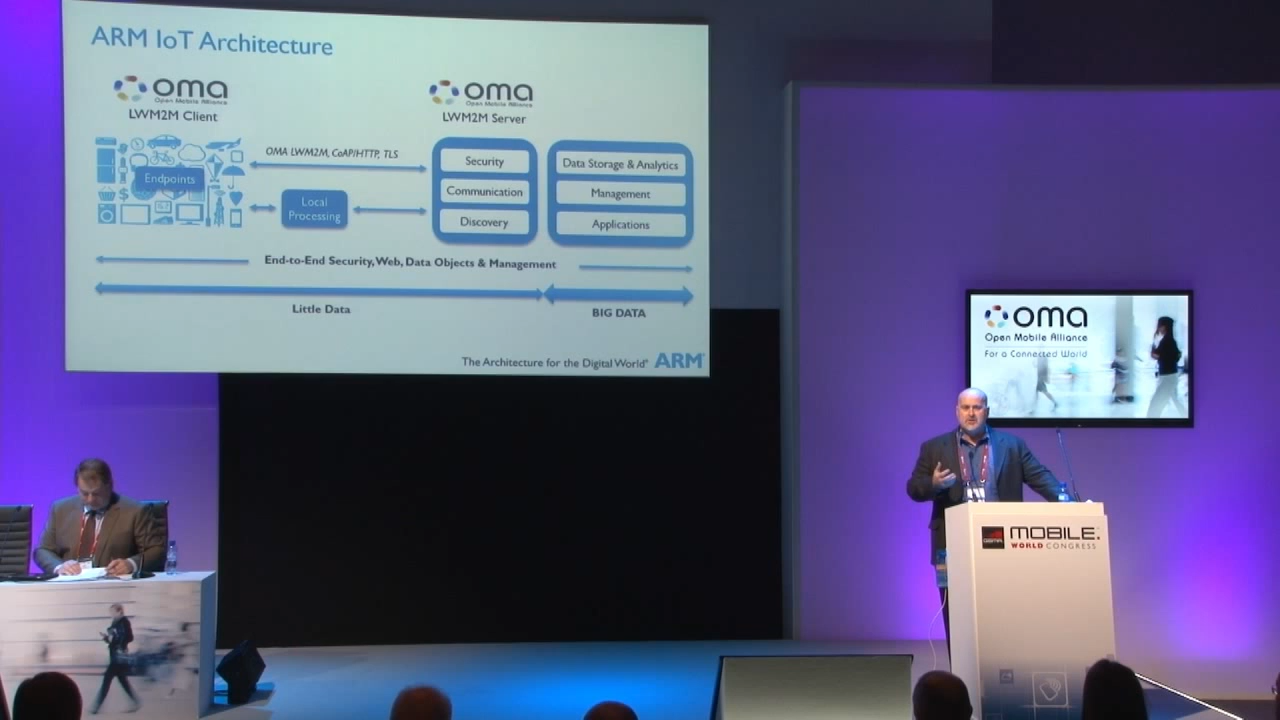 ARM IoT Architecture
oma
Open Mobile Alliance
LWM2M Client
oma
Open Mobile Alliance
LWM2M Server
Endpoints
OMA LWM2M, CoAP/HTTP, TLS
Local
Processing
Security
Communication
Discovery
Data Storage & Analytics
Management
Applications
End-to-End Security, Web, Data Objects & Management
Little Data
BIG DATA
The Architecture for the Digital World® ARM®
oma
Open Mobile Alliance
For a Connected World
GSMA
MOBILE
WORLD CONGRESS